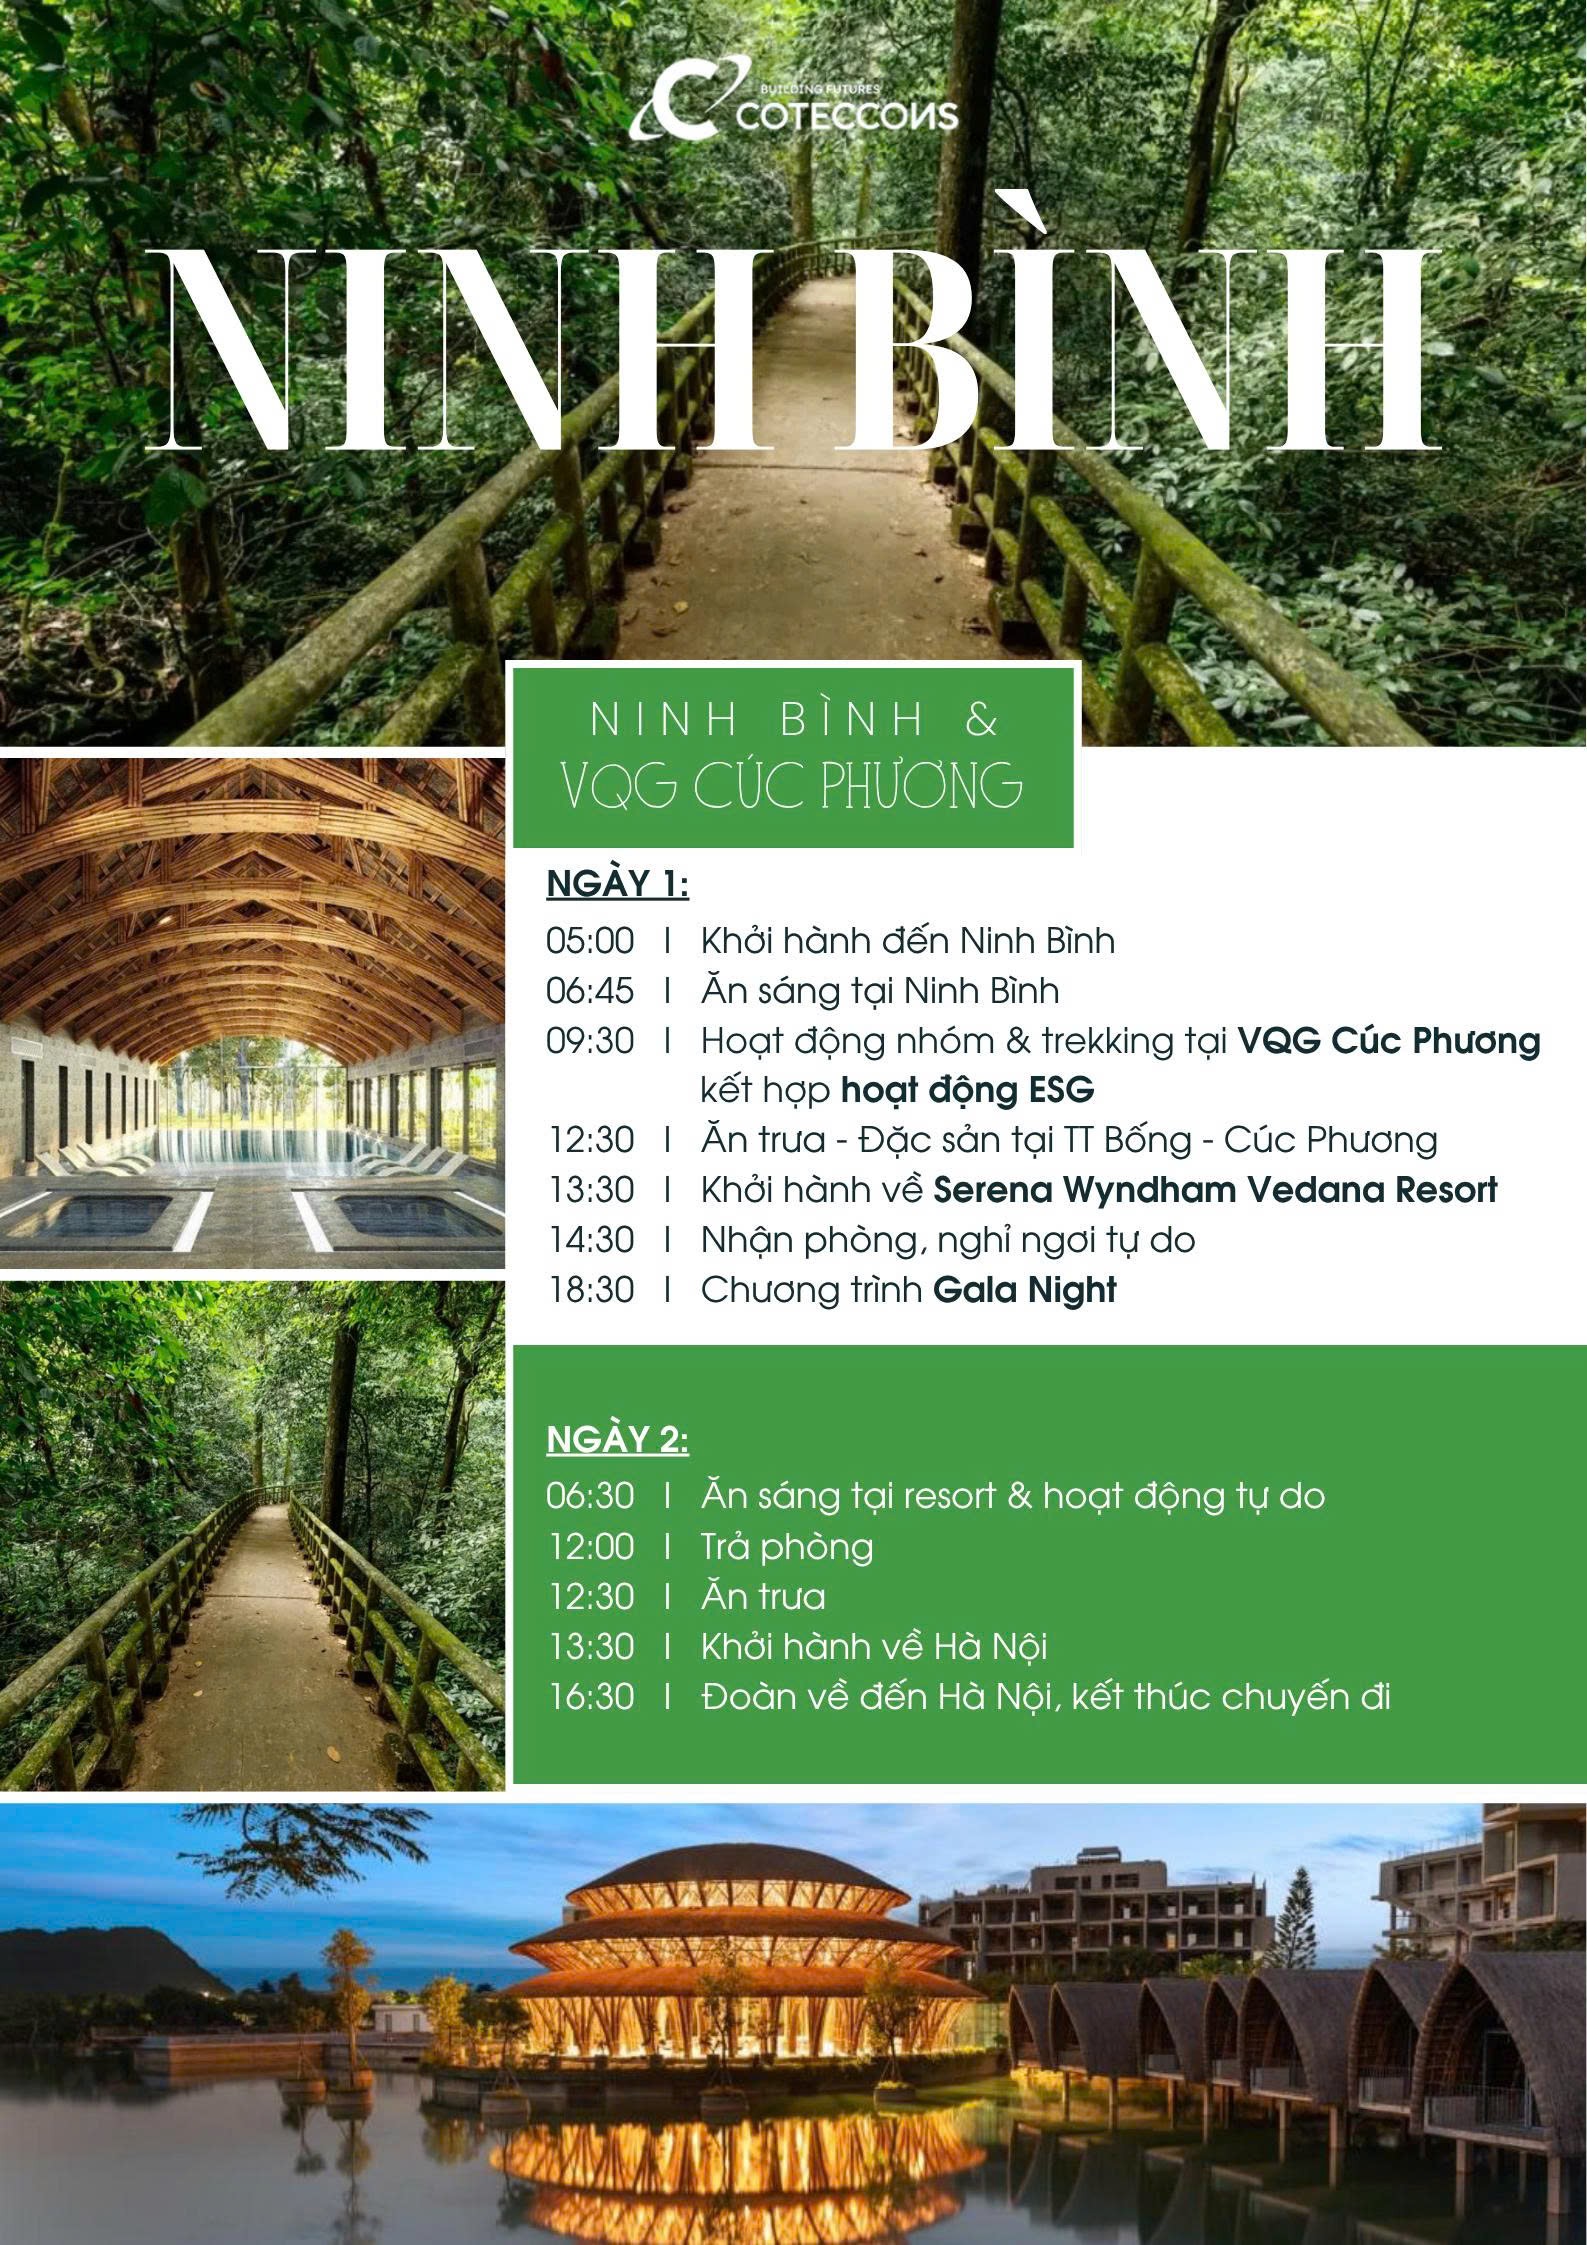 BUILDING FUTURES
COTECCONS
NINH BÌNH
NINH BÌNH &
VQG CÚC PHƯƠNG
NGÀY 1:
05:00 | Khởi hành đến Ninh Bình
06:45 | Ăn sáng tại Ninh Bình
09:30 | Hoạt động nhóm & trekking tại VQG Cúc Phương
kết hợp hoạt động ESG
12:30 | Ăn trưa - Đặc sản tại TT Bống - Cúc Phương
13:30 | Khởi hành về Serena Wyndham Vedana Resort
14:30 | Nhận phòng, nghỉ ngơi tự do
18:30 | Chương trình Gala Night
NGÀY 2:
06:30 | Ăn sáng tại resort & hoạt động tự do
12:00 | Trả phòng
12:30 | Ăn trưa
13:30 | Khởi hành về Hà Nội
16:30 | Đoàn về đến Hà Nội, kết thúc chuyến đi